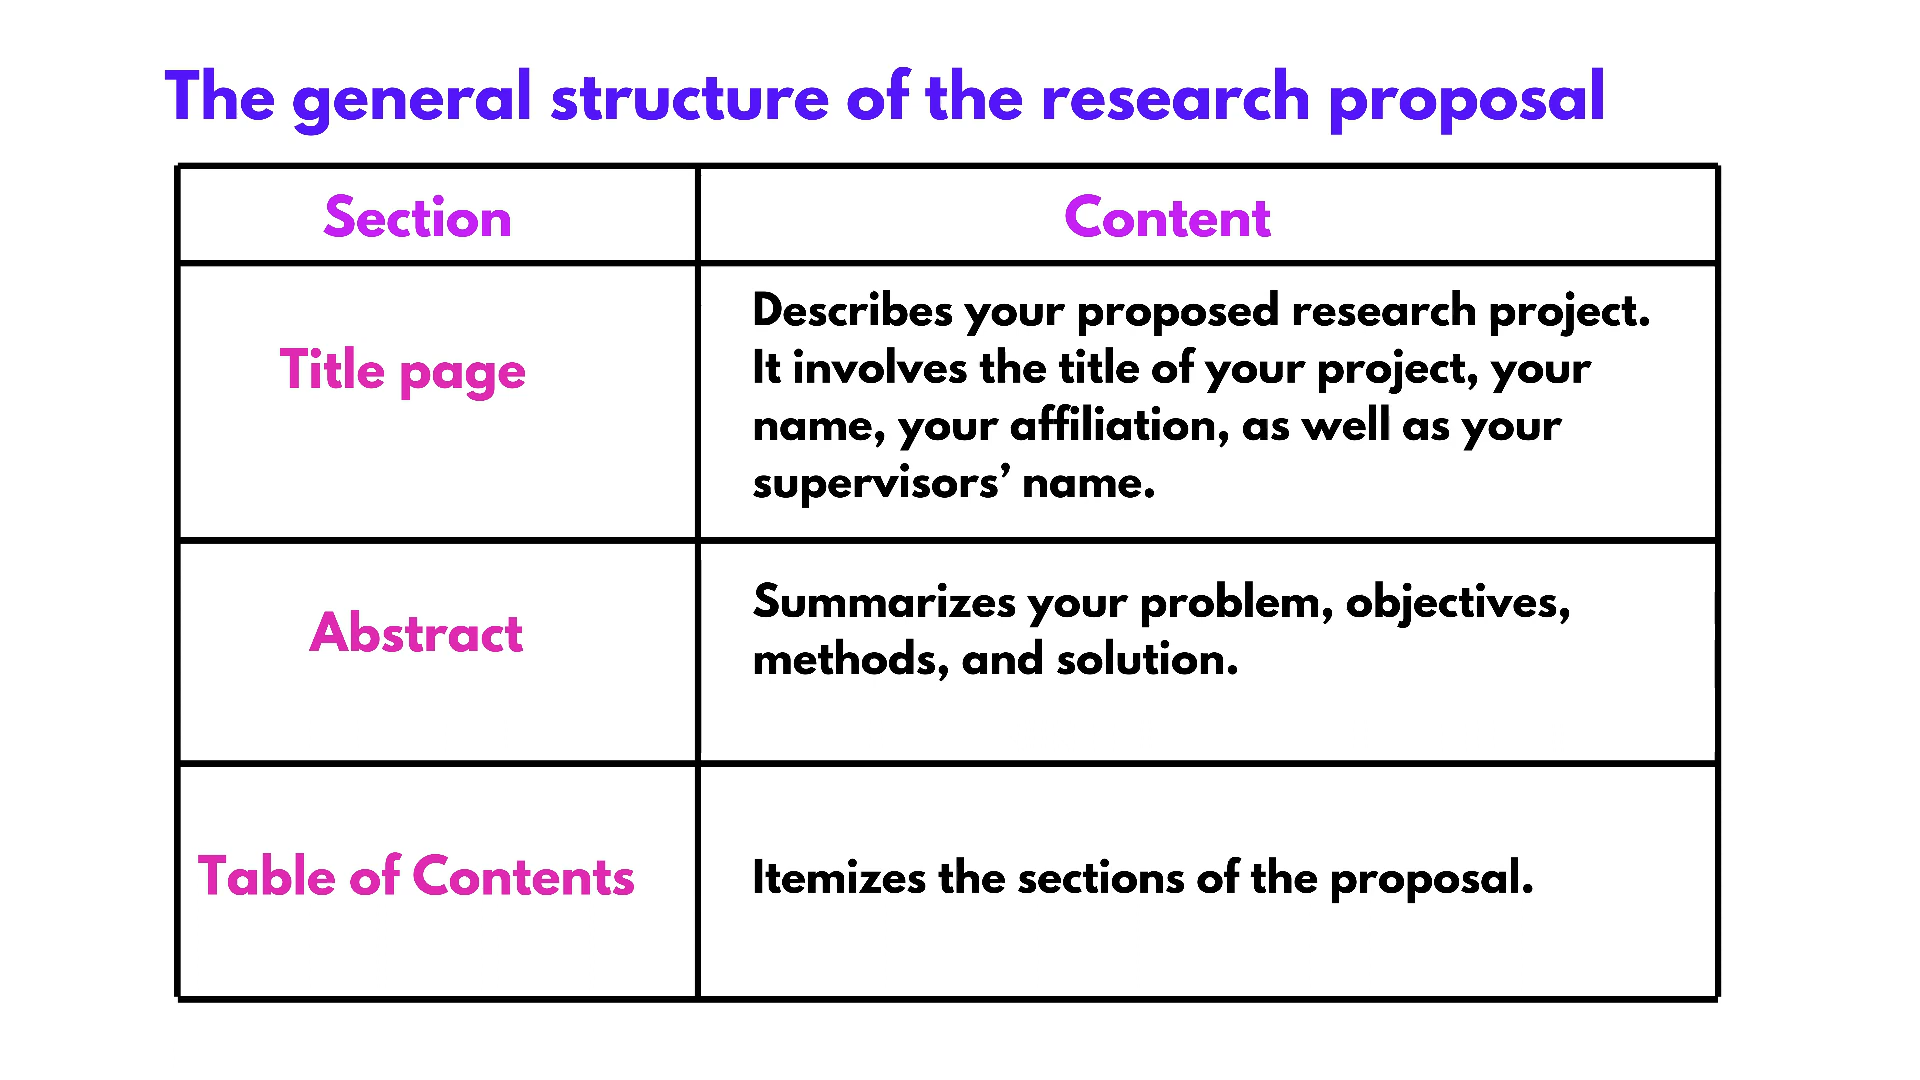 The general structure of the research proposal
Section
Content
Title page
Describes your proposed research project.
It involves the title of your project, your
name, your affiliation, as well as your
supervisors’ name.
Abstract
Summarizes your problem, objectives,
methods, and solution.
Table of Contents
Itemizes the sections of the proposal.